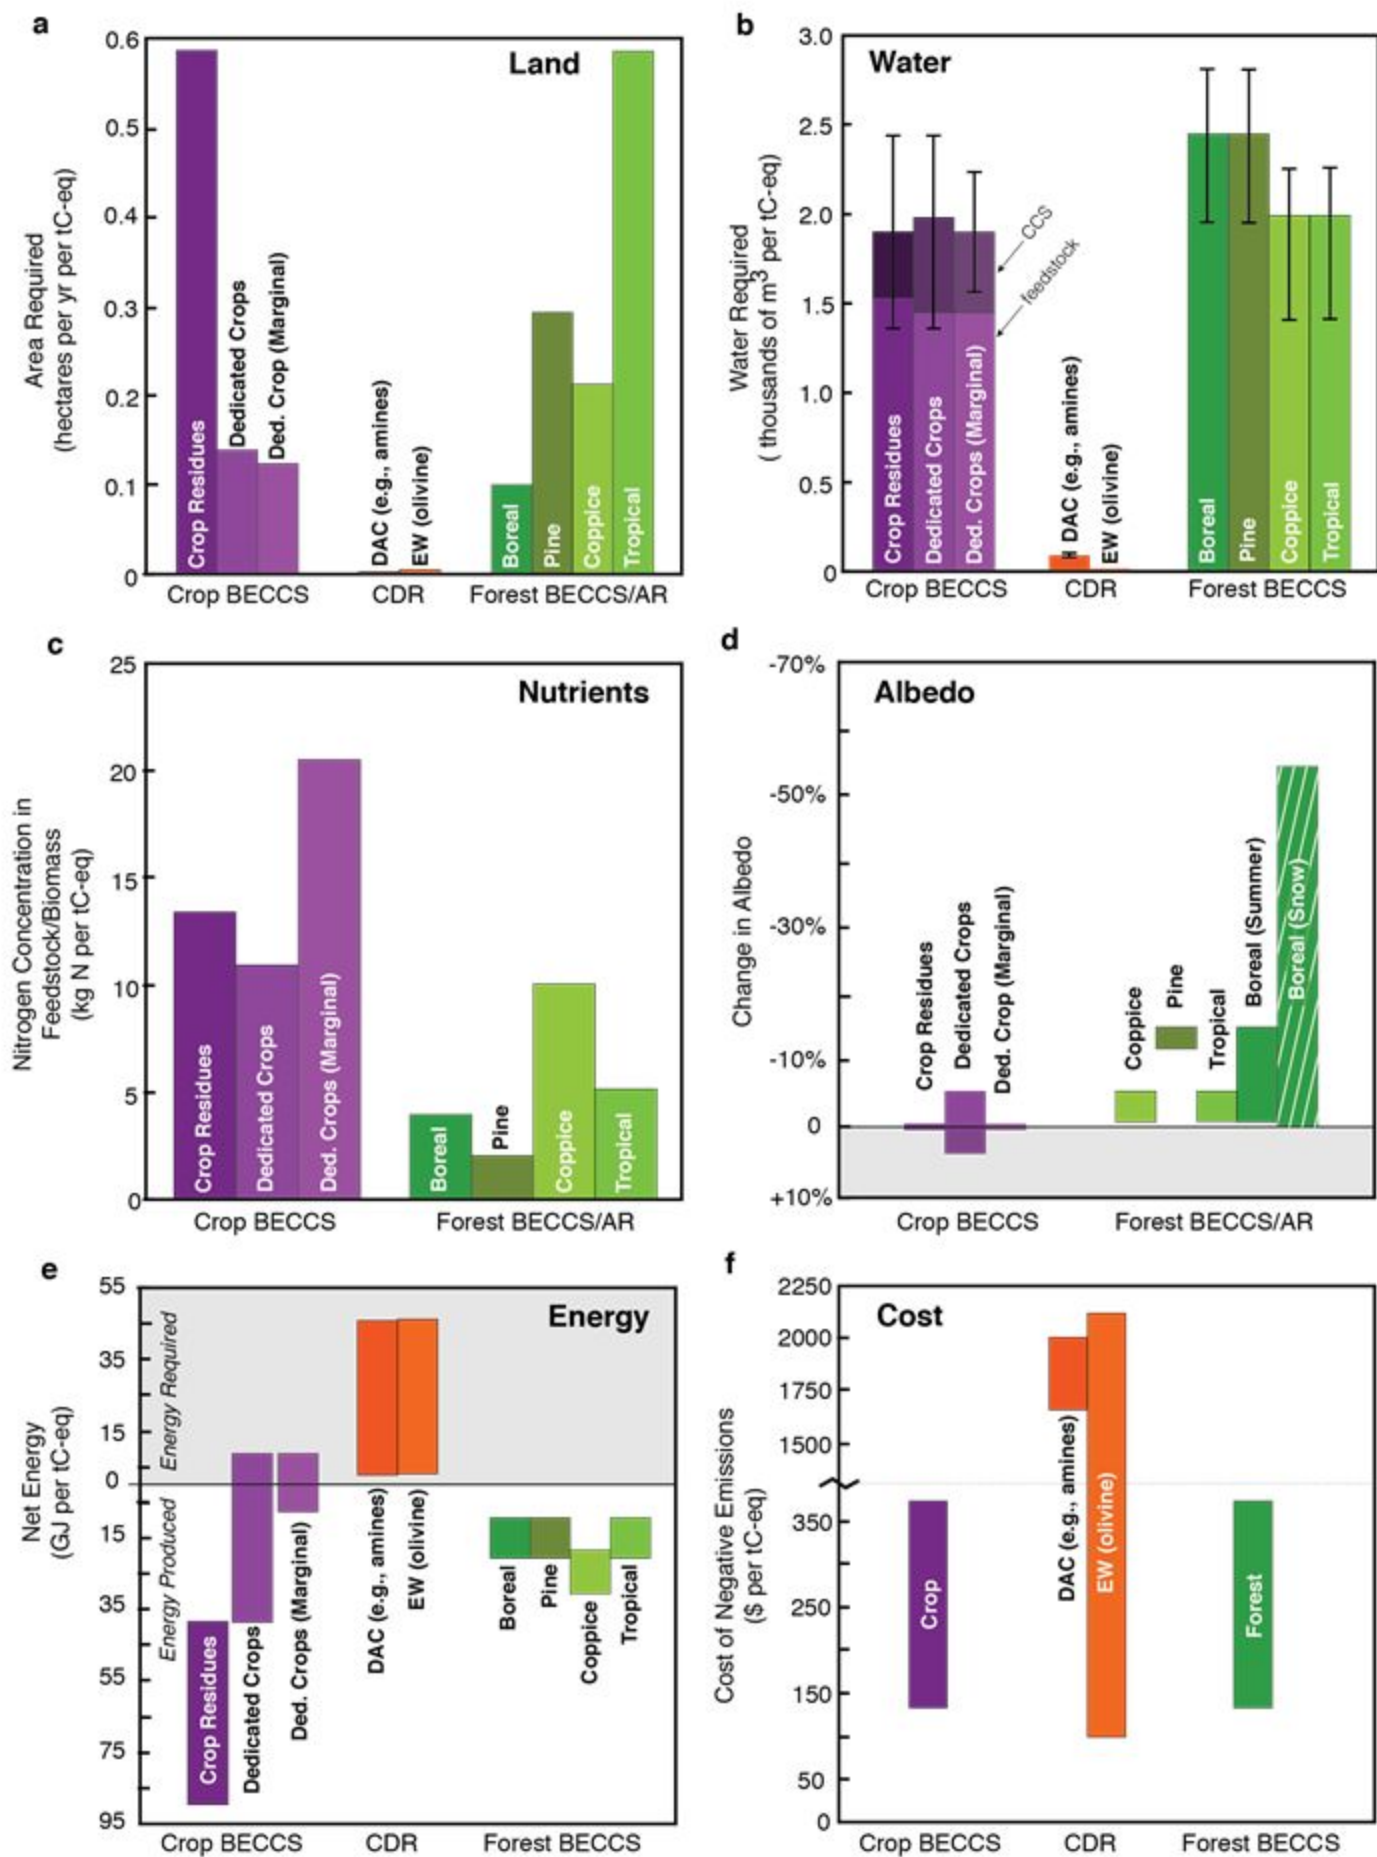 a
Land
Area Required
(hectares per yr per tC-eq)
0.6
0.5
0.4
0.3
0.2
0.1
0
Crop Residues
Dedicated Crops
Ded. Crop (Marginal)
DAC (e.g., amines)
EW (olivine)
Boreal
Pine
Coppice
Tropical
Crop BECCS
CDR
Forest BECCS/AR
b
Water
Water Required
( thousands of m³ per tC-eq)
3.0
2.5
2.0
1.5
1.0
0.5
0
Crop Residues
Dedicated Crops
Ded. Crops (Marginal)
CCS
feedstock
DAC (e.g., amines)
EW (olivine)
Boreal
Pine
Coppice
Tropical
Crop BECCS
CDR
Forest BECCS
c
Nutrients
Nitrogen Concentration in
Feedstock/Biomass
(kg N per tC-eq)
25
20
15
10
5
0
Crop Residues
Dedicated Crops
Ded. Crops (Marginal)
Boreal
Pine
Coppice
Tropical
Crop BECCS
Forest BECCS/AR
d
Albedo
Change in Albedo
-70%
-50%
-30%
-10%
0
+10%
Crop Residues
Dedicated Crops
Ded. Crop (Marginal)
Coppice
Pine
Tropical
Boreal (Summer)
Boreal (Snow)
Crop BECCS
Forest BECCS/AR
e
Energy
Net Energy
(GJ per tC-eq)
55
35
15
0
15
35
55
75
95
Energy Required
Energy Produced
Crop Residues
Dedicated Crops
Ded. Crops (Marginal)
DAC (e.g., amines)
EW (olivine)
Boreal
Pine
Coppice
Tropical
Crop BECCS
CDR
Forest BECCS
f
Cost
Cost of Negative Emissions
($ per tC-eq)
2250
2000
1750
1500
350
250
150
50
0
Crop
DAC (e.g., amines)
EW (olivine)
Forest
Crop BECCS
CDR
Forest BECCS